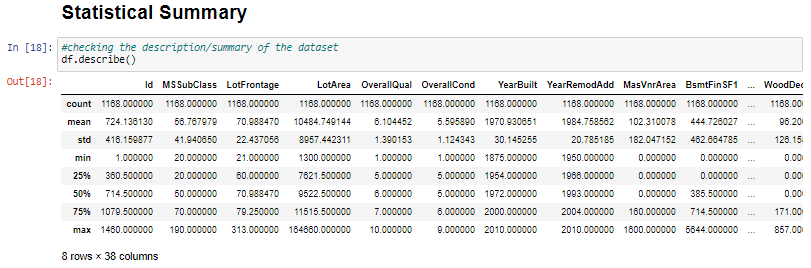 Statistical Summary
In [18]: #checking the description/summary of the dataset
df.describe()
Out[18]:
Id MSSubClass LotFrontage LotArea OverallQual OverallCond YearBuilt YearRemodAdd MasVnrArea BsmtFinSF1 ... WoodDec
count 1168.000000 1168.000000 1168.000000 1168.000000 1168.000000 1168.000000 1168.000000 1168.000000 1168.000000 1168.000000 ... 1168.00
mean 724.136130 56.767979 70.988470 10484.749144 6.104452 5.595890 1970.930651 1984.758562 102.310078 444.726027 ... 96.20
std 416.159877 41.940650 22.437056 8957.442311 1.390153 1.124343 30.145255 20.785185 182.047152 462.664785 ... 126.15
min 1.000000 20.000000 21.000000 1300.000000 1.000000 1.000000 1875.000000 1950.000000 0.000000 0.000000 ... 0.00
25% 360.500000 20.000000 60.000000 7621.500000 5.000000 5.000000 1954.000000 1966.000000 0.000000 0.000000 ... 0.00
50% 714.500000 50.000000 70.988470 9522.500000 6.000000 5.000000 1972.000000 1993.000000 0.000000 385.500000 ... 0.00
75% 1079.500000 70.000000 79.250000 11515.500000 7.000000 6.000000 2000.000000 2004.000000 160.000000 714.500000 ... 171.00
max 1460.000000 190.000000 313.000000 164660.000000 10.000000 9.000000 2010.000000 2010.000000 1600.000000 5644.000000 ... 857.00
8 rows × 38 columns